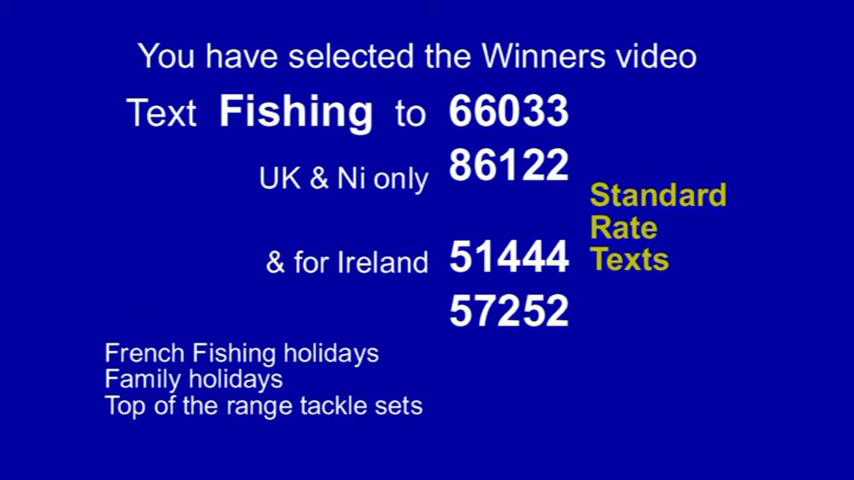 You have selected the Winners video
Text Fishing to 66033
UK & Ni only 86122
Standard
Rate
Texts
& for Ireland 51444
57252
French Fishing holidays
Family holidays
Top of the range tackle sets